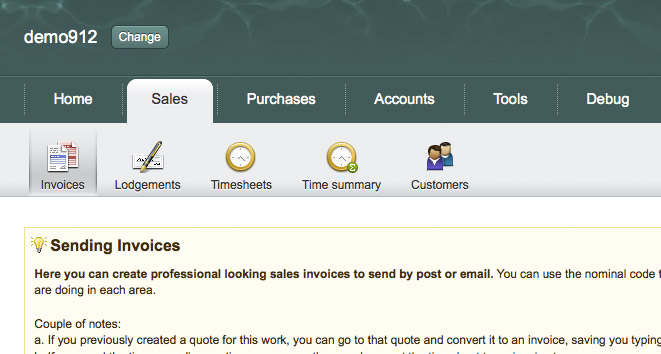 demo912 Change
Home Sales Purchases Accounts Tools Debug
Invoices Lodgements Timesheets Time summary Customers
Sending Invoices
Here you can create professional looking sales invoices to send by post or email. You can use the nominal code
are doing in each area.
Couple of notes:
a. If you previously created a quote for this work, you can go to that quote and convert it to an invoice, saving you typing